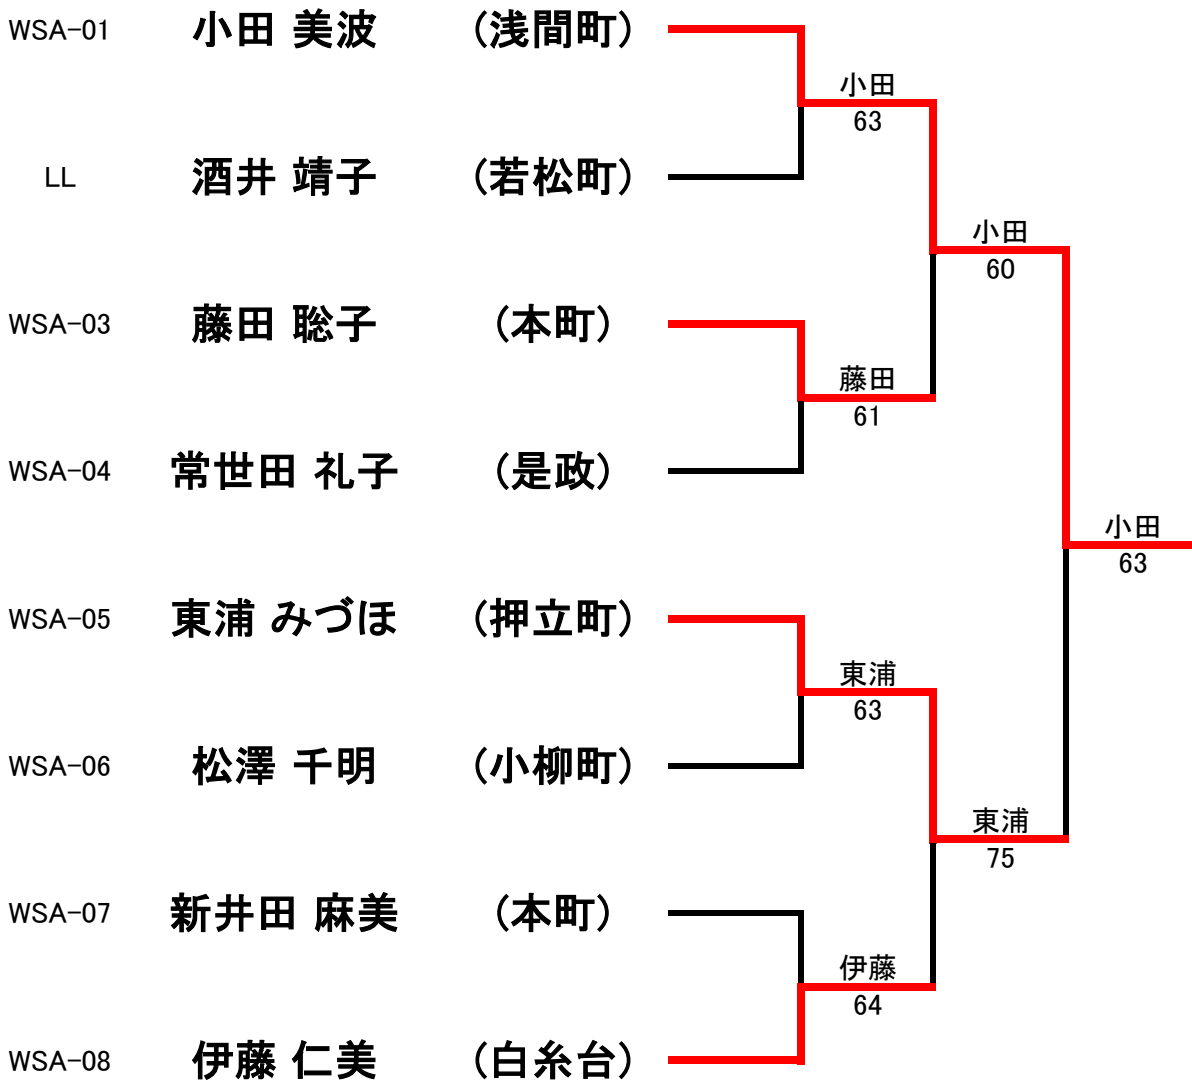 WSA-01 小田 美波 (浅間町)
小田
63
LL 酒井 靖子 (若松町)
小田
60
WSA-03 藤田 聡子 (本町)
藤田
61
WSA-04 常世田 礼子 (是政)
小田
63
WSA-05 東浦 みづほ (押立町)
東浦
63
WSA-06 松澤 千明 (小柳町)
東浦
75
WSA-07 新井田 麻美 (本町)
伊藤
64
WSA-08 伊藤 仁美 (白糸台)